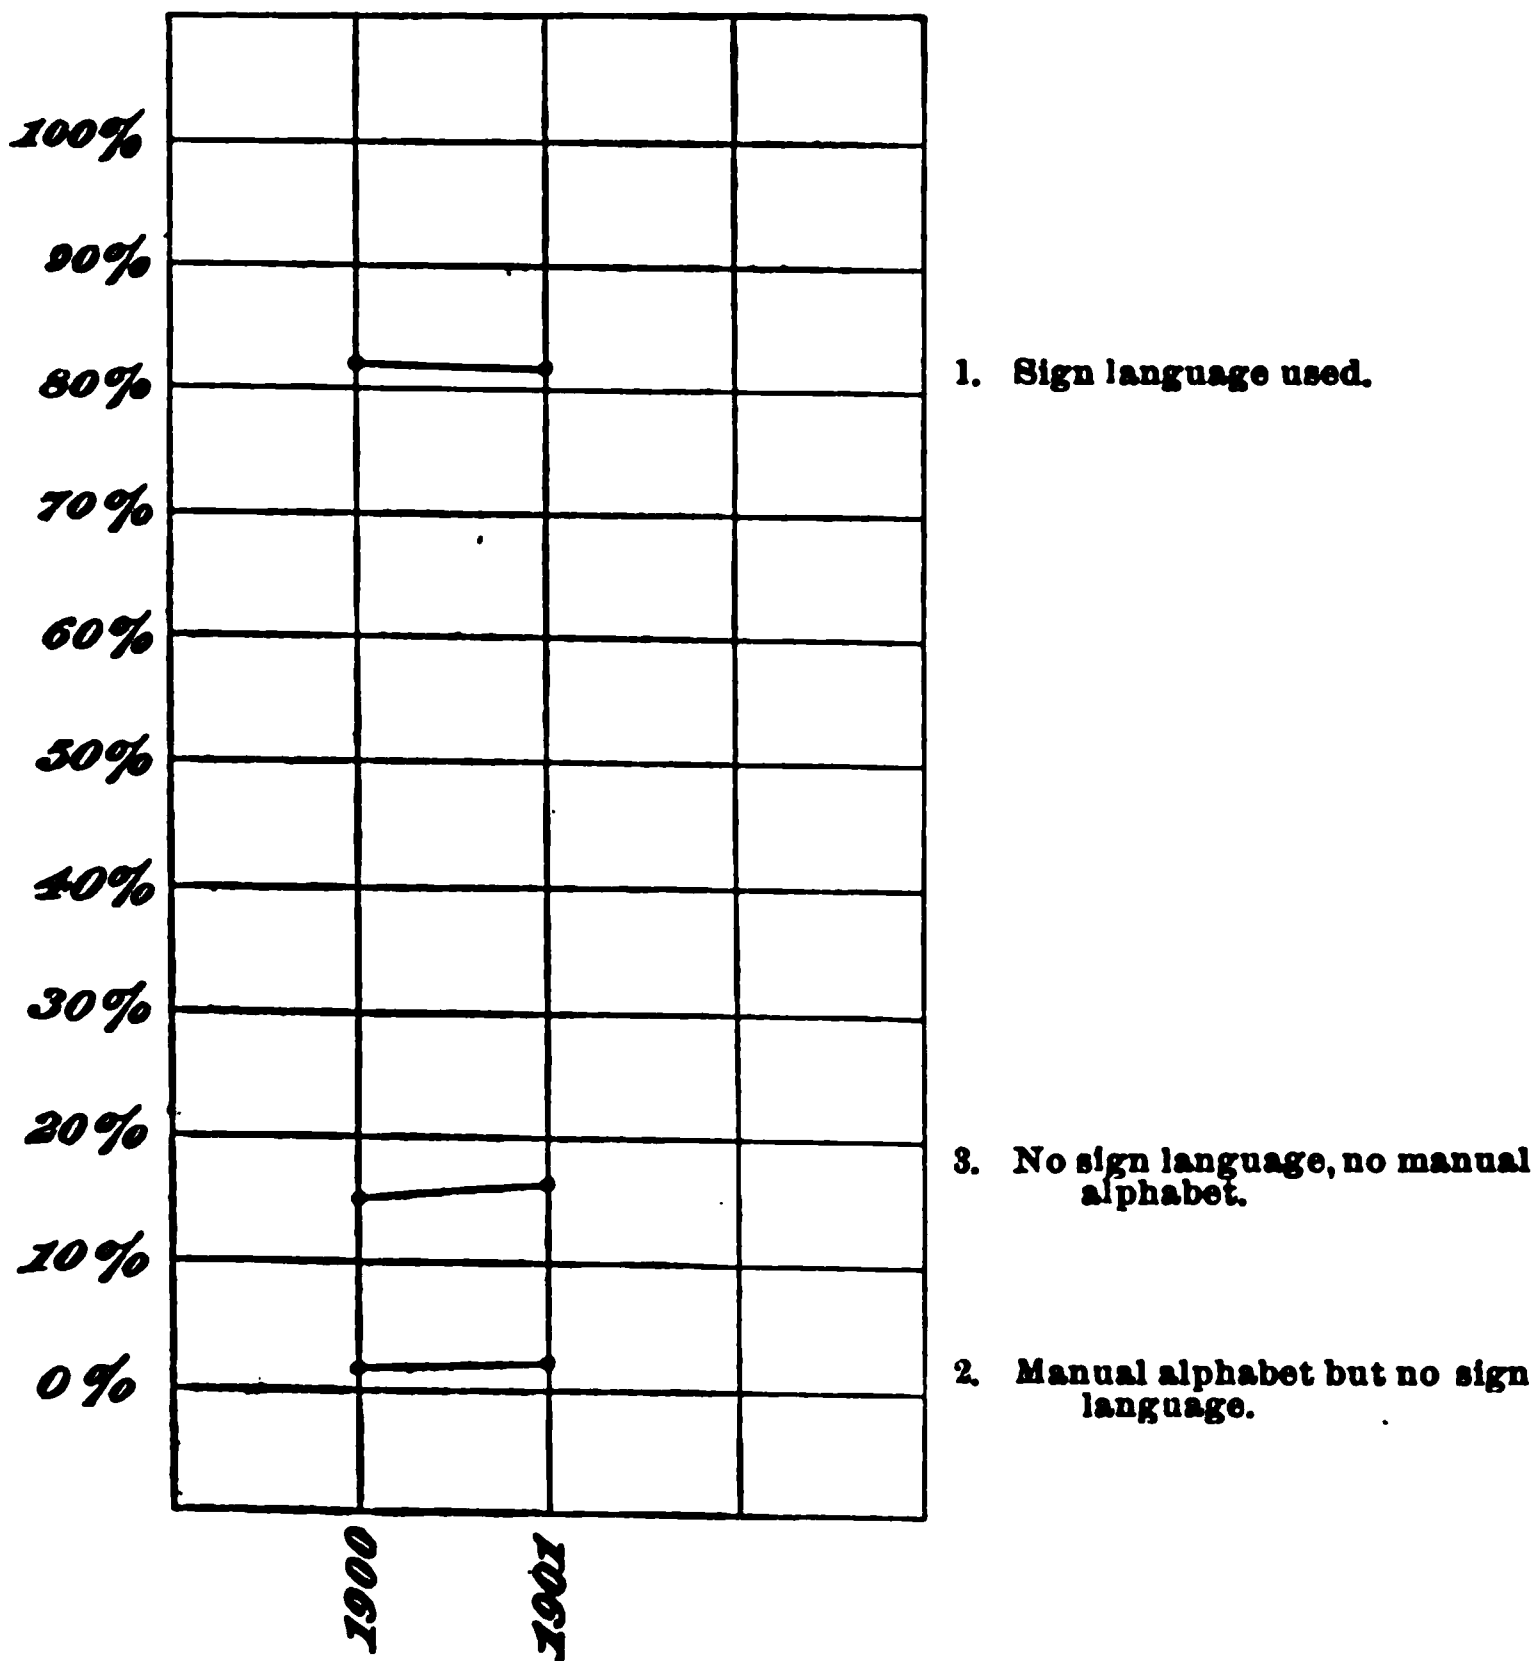 100%
90%
80%
1. Sign language used.
70%
60%
50%
40%
30%
20%
3. No sign language, no manual
alphabet.
10%
0%
2. Manual alphabet but no sign
language.
1900
1901